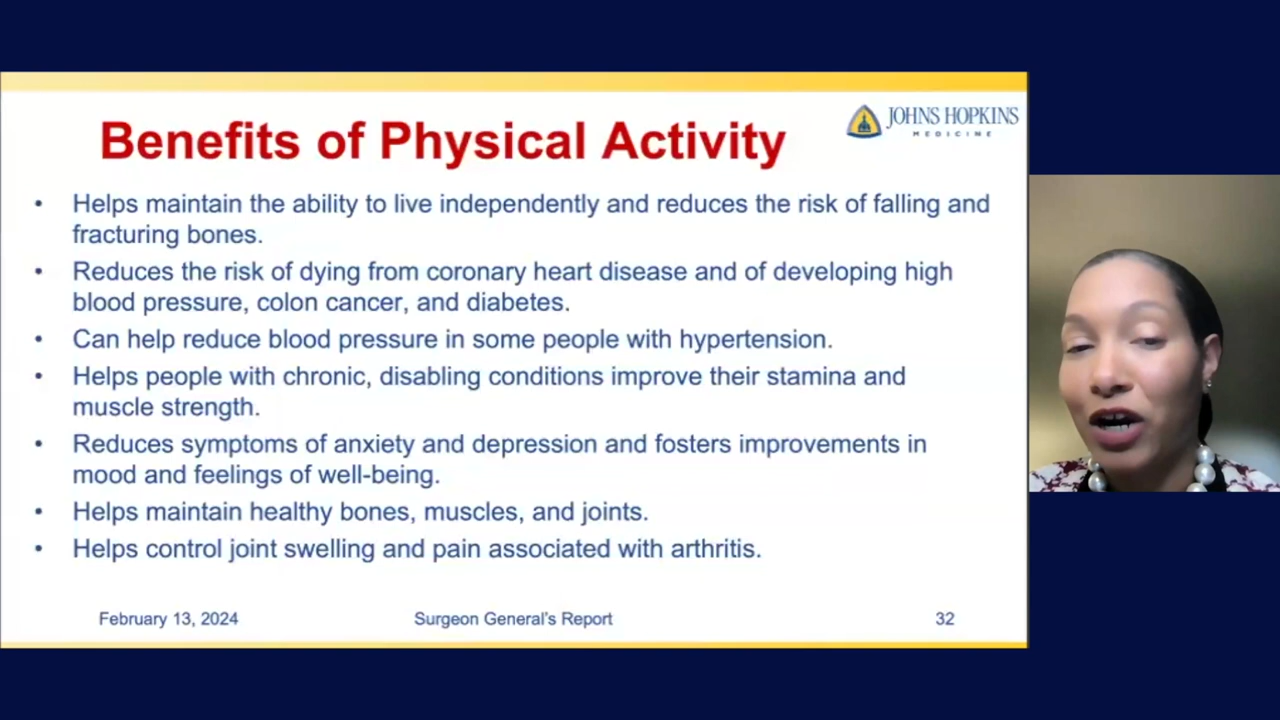 Benefits of Physical Activity
JOHNS HOPKINS
MEDICINE
• Helps maintain the ability to live independently and reduces the risk of falling and
fracturing bones.
• Reduces the risk of dying from coronary heart disease and of developing high
blood pressure, colon cancer, and diabetes.
• Can help reduce blood pressure in some people with hypertension.
• Helps people with chronic, disabling conditions improve their stamina and
muscle strength.
• Reduces symptoms of anxiety and depression and fosters improvements in
mood and feelings of well-being.
• Helps maintain healthy bones, muscles, and joints.
• Helps control joint swelling and pain associated with arthritis.
February 13, 2024
Surgeon General's Report
32